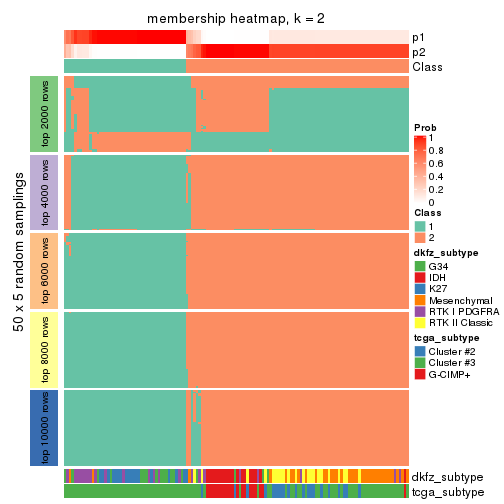 membership heatmap, k = 2
p1
p2
Class
50 x 5 random samplings
top 2000 rows
top 4000 rows
top 6000 rows
top 8000 rows
top 10000 rows
dkfz_subtype
tcga_subtype
Prob
1
0.8
0.6
0.4
0.2
0
Class
1
2
dkfz_subtype
G34
IDH
K27
Mesenchymal
RTK I PDGFRA
RTK II Classic
tcga_subtype
Cluster #2
Cluster #3
G-CIMP+